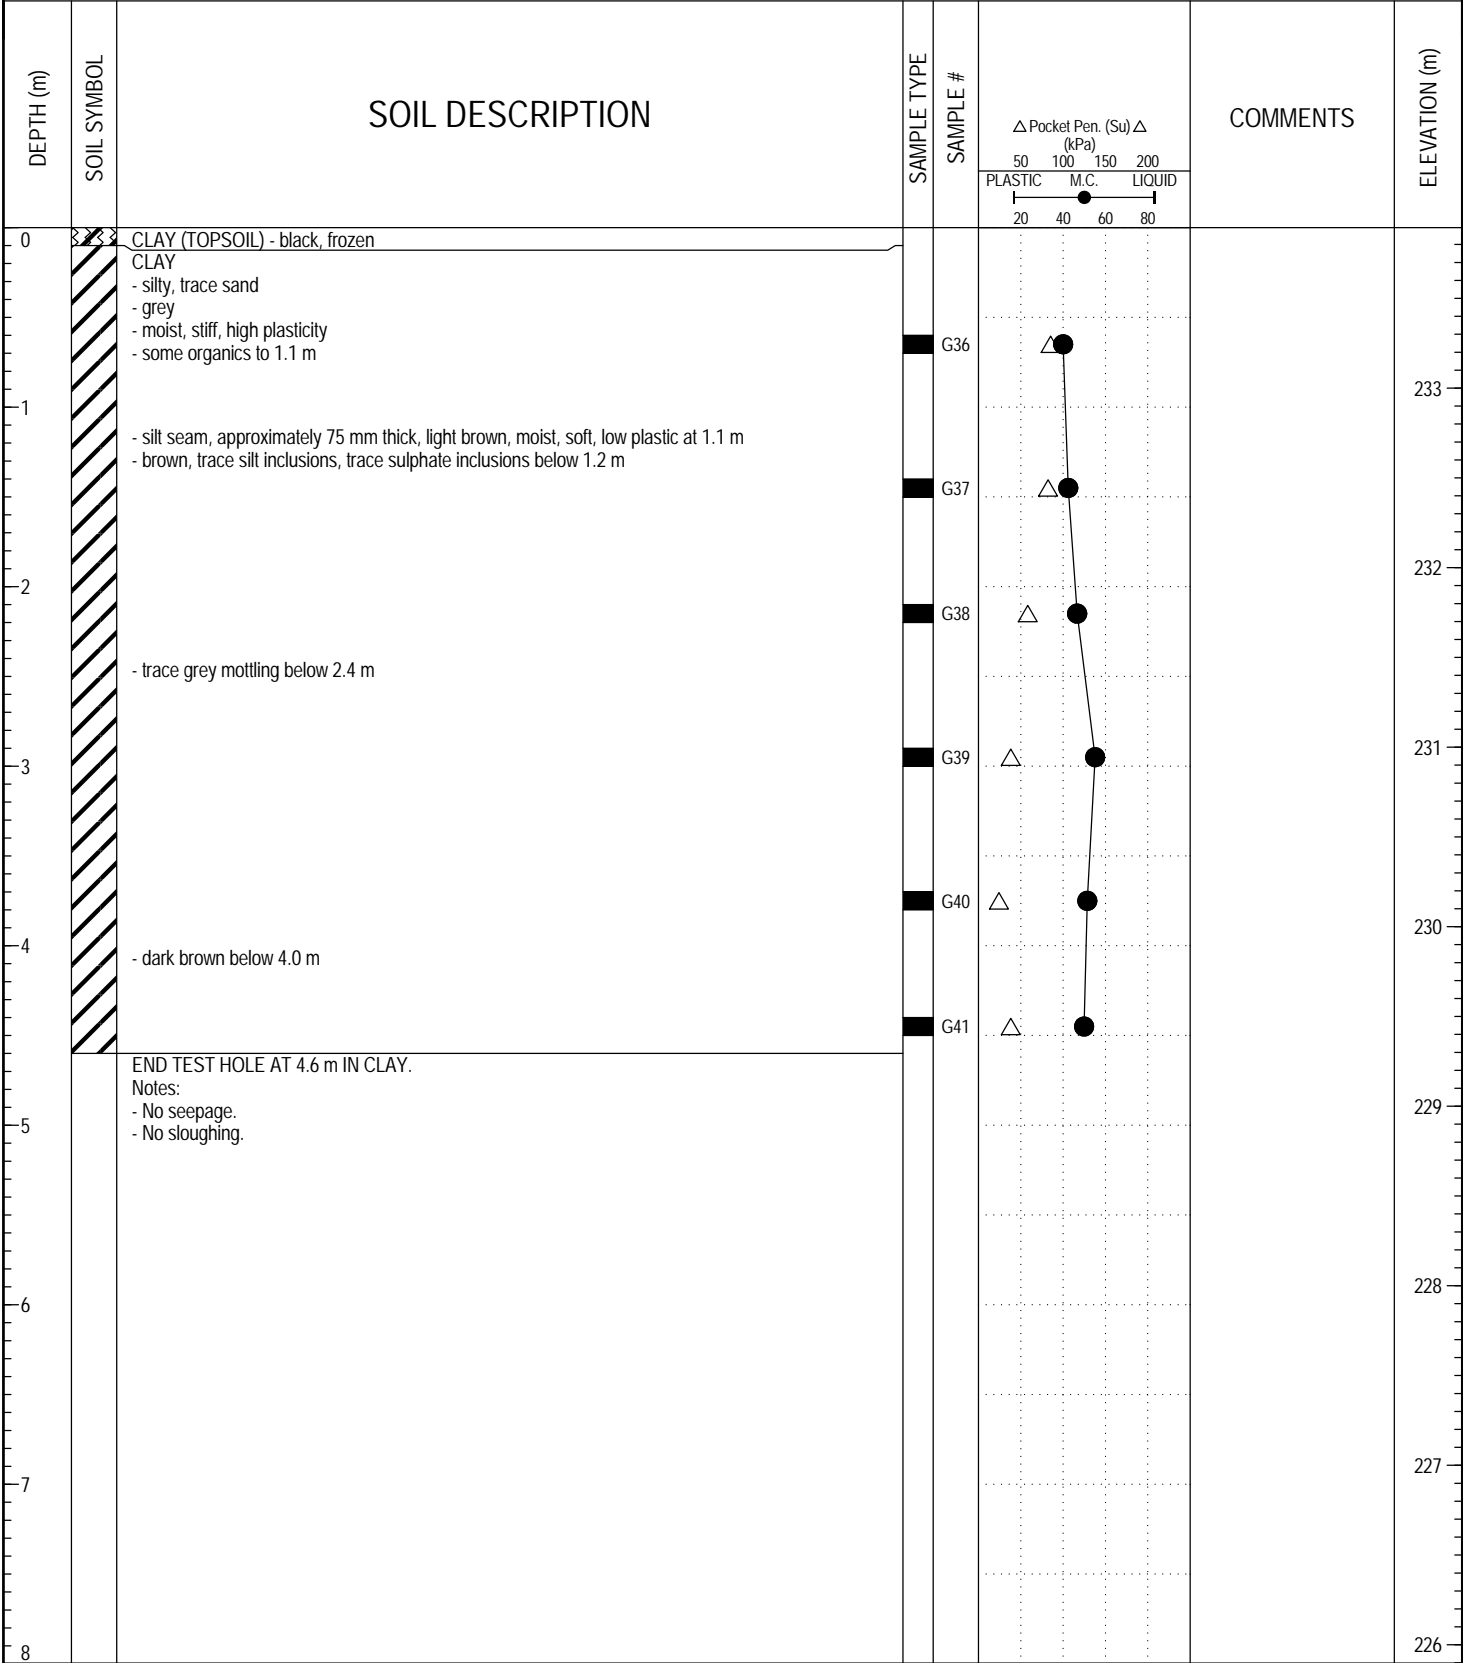 DEPTH (m)
SOIL SYMBOL
SOIL DESCRIPTION
SAMPLE TYPE
SAMPLE #
△ Pocket Pen. (Su) △
(kPa)
50 100 150 200
PLASTIC M.C. LIQUID
20 40 60 80
COMMENTS
ELEVATION (m)
0
CLAY (TOPSOIL) - black, frozen
CLAY
- silty, trace sand
- grey
- moist, stiff, high plasticity
- some organics to 1.1 m
G36
233
1
- silt seam, approximately 75 mm thick, light brown, moist, soft, low plastic at 1.1 m
- brown, trace silt inclusions, trace sulphate inclusions below 1.2 m
G37
232
2
G38
- trace grey mottling below 2.4 m
231
G39
3
G40
230
4
- dark brown below 4.0 m
G41
END TEST HOLE AT 4.6 m IN CLAY.
Notes:
- No seepage.
- No sloughing.
229
5
228
6
227
7
226
8